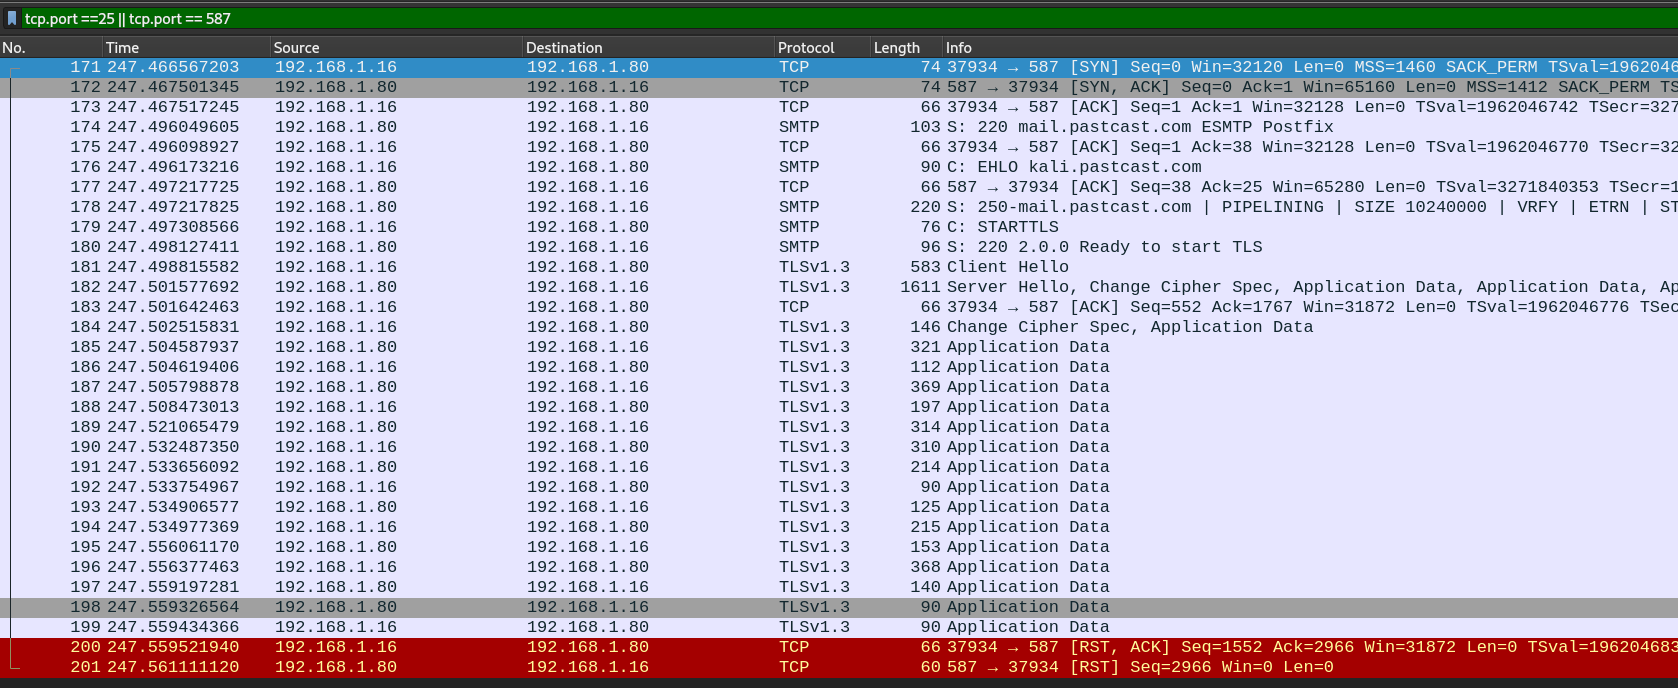 tcp.port ==25 || tcp.port == 587
No. Time Source Destination Protocol Length Info
171 247.466567203 192.168.1.16 192.168.1.80 TCP 74 37934 → 587 [SYN] Seq=0 Win=32120 Len=0 MSS=1460 SACK_PERM TSval=1962046
172 247.467501345 192.168.1.80 192.168.1.16 TCP 74 587 → 37934 [SYN, ACK] Seq=0 Ack=1 Win=65160 Len=0 MSS=1412 SACK_PERM TS
173 247.467517245 192.168.1.16 192.168.1.80 TCP 66 37934 → 587 [ACK] Seq=1 Ack=1 Win=32128 Len=0 TSval=1962046742 TSecr=327
174 247.496049605 192.168.1.80 192.168.1.16 SMTP 103 S: 220 mail.pastcast.com ESMTP Postfix
175 247.496098927 192.168.1.16 192.168.1.80 TCP 66 37934 → 587 [ACK] Seq=1 Ack=38 Win=32128 Len=0 TSval=1962046770 TSecr=32
176 247.496173216 192.168.1.16 192.168.1.80 SMTP 90 C: EHLO kali.pastcast.com
177 247.497217725 192.168.1.80 192.168.1.16 TCP 66 587 → 37934 [ACK] Seq=38 Ack=25 Win=65280 Len=0 TSval=3271840353 TSecr=1
178 247.497217825 192.168.1.80 192.168.1.16 SMTP 220 S: 250-mail.pastcast.com | PIPELINING | SIZE 10240000 | VRFY | ETRN | ST
179 247.497308566 192.168.1.16 192.168.1.80 SMTP 76 C: STARTTLS
180 247.498127411 192.168.1.80 192.168.1.16 SMTP 96 S: 220 2.0.0 Ready to start TLS
181 247.498815582 192.168.1.16 192.168.1.80 TLSv1.3 583 Client Hello
182 247.501577692 192.168.1.80 192.168.1.16 TLSv1.3 1611 Server Hello, Change Cipher Spec, Application Data, Application Data, Ap
183 247.501642463 192.168.1.16 192.168.1.80 TCP 66 37934 → 587 [ACK] Seq=552 Ack=1767 Win=31872 Len=0 TSval=1962046776 TSec
184 247.502515831 192.168.1.16 192.168.1.80 TLSv1.3 146 Change Cipher Spec, Application Data
185 247.504587937 192.168.1.80 192.168.1.16 TLSv1.3 321 Application Data
186 247.504619406 192.168.1.16 192.168.1.80 TLSv1.3 112 Application Data
187 247.505798878 192.168.1.80 192.168.1.16 TLSv1.3 369 Application Data
188 247.508473013 192.168.1.16 192.168.1.80 TLSv1.3 197 Application Data
189 247.521065479 192.168.1.80 192.168.1.16 TLSv1.3 314 Application Data
190 247.532487350 192.168.1.16 192.168.1.80 TLSv1.3 310 Application Data
191 247.533656092 192.168.1.80 192.168.1.16 TLSv1.3 214 Application Data
192 247.533754967 192.168.1.16 192.168.1.80 TLSv1.3 90 Application Data
193 247.534906577 192.168.1.80 192.168.1.16 TLSv1.3 125 Application Data
194 247.534977369 192.168.1.16 192.168.1.80 TLSv1.3 215 Application Data
195 247.556061170 192.168.1.80 192.168.1.16 TLSv1.3 153 Application Data
196 247.556377463 192.168.1.16 192.168.1.80 TLSv1.3 368 Application Data
197 247.559197281 192.168.1.80 192.168.1.16 TLSv1.3 140 Application Data
198 247.559326564 192.168.1.80 192.168.1.16 TLSv1.3 90 Application Data
199 247.559434366 192.168.1.16 192.168.1.80 TLSv1.3 90 Application Data
200 247.559521940 192.168.1.16 192.168.1.80 TCP 66 37934 → 587 [RST, ACK] Seq=1552 Ack=2966 Win=31872 Len=0 TSval=196204683
201 247.561111120 192.168.1.80 192.168.1.16 TCP 60 587 → 37934 [RST] Seq=2966 Win=0 Len=0